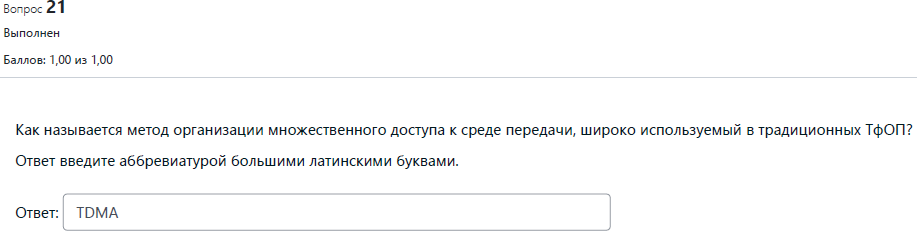 Вопрос 21
Выполнен
Баллов: 1,00 из 1,00
Как называется метод организации множественного доступа к среде передачи, широко используемый в традиционных ТфОП?
Ответ введите аббревиатурой большими латинскими буквами.
Ответ: TDMA